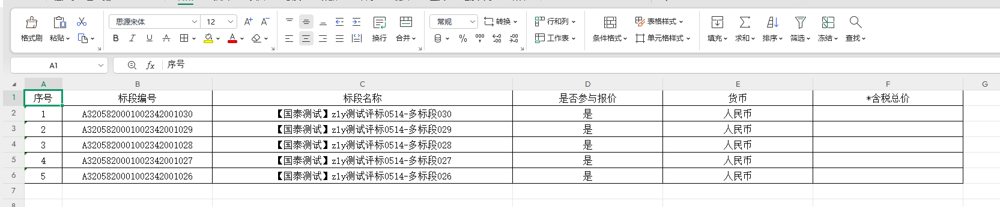 思源宋体 12 A+ A- 常规 转换 行和列 表格样式
格式刷 粘贴 B I U A A 换行 合并 % 工作表 条件格式 单元格样式 填充 求和 排序 筛选 冻结 查找
A1 fx 序号
A B C D E F G
1 序号 标段编号 标段名称 是否参与报价 货币 *含税总价
2 1 A3205820001002342001030 【国泰测试】zly测试评标0514-多标段030 是 人民币
3 2 A3205820001002342001029 【国泰测试】zly测试评标0514-多标段029 是 人民币
4 3 A3205820001002342001028 【国泰测试】zly测试评标0514-多标段028 是 人民币
5 4 A3205820001002342001027 【国泰测试】zly测试评标0514-多标段027 是 人民币
6 5 A3205820001002342001026 【国泰测试】zly测试评标0514-多标段026 是 人民币
7
8